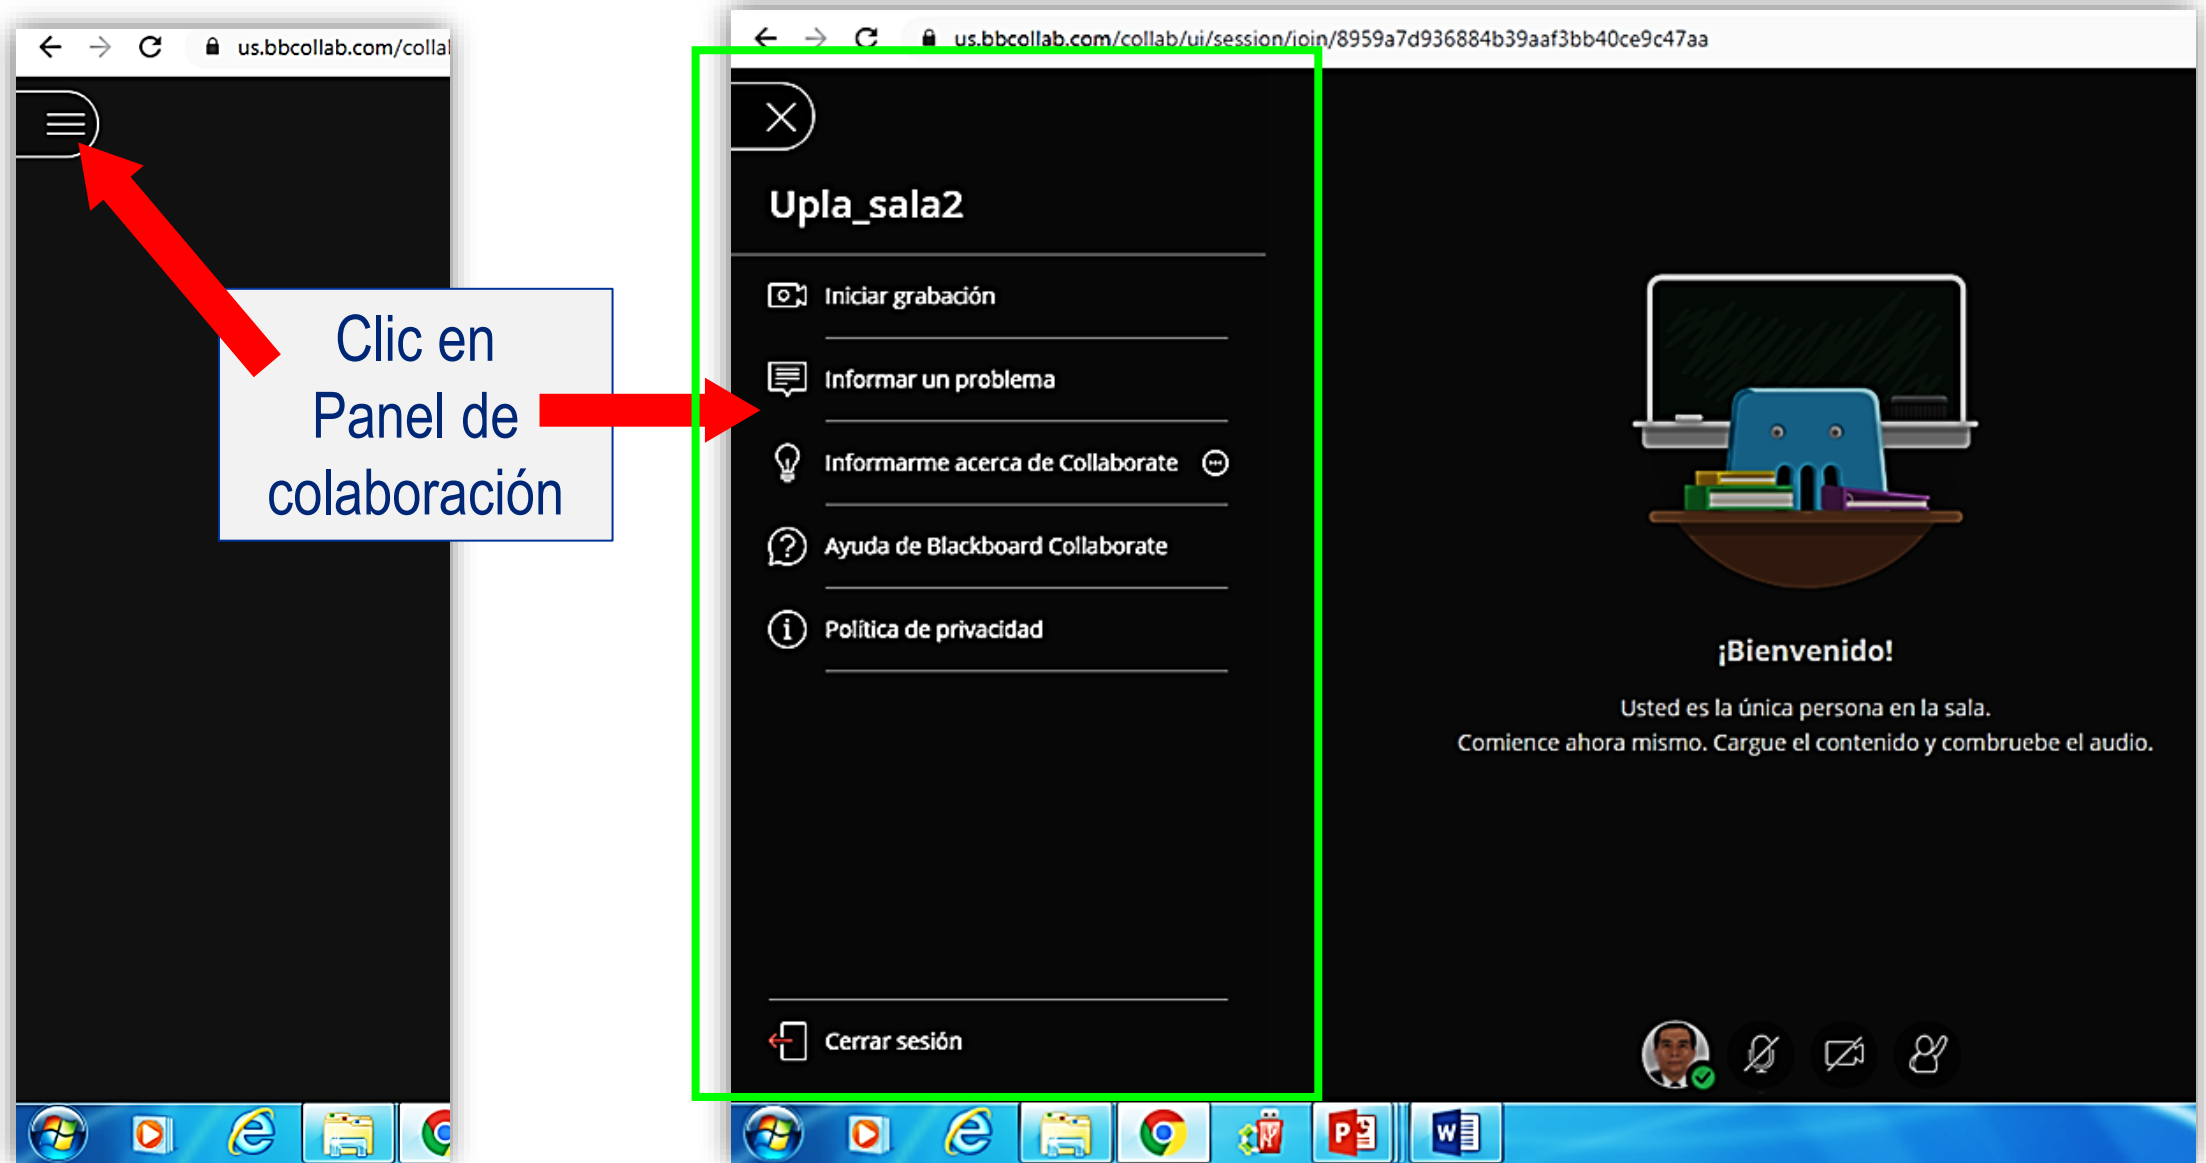 us.bbcollab.com/colla
Clic en
Panel de
colaboración
us.bbcollab.com/collab/ui/session/join/8959a7d936884b39aaf3bb40ce9c47aa
Upla_sala2
Iniciar grabación
Informar un problema
Informarme acerca de Collaborate
Ayuda de Blackboard Collaborate
Política de privacidad
Cerrar sesión
¡Bienvenido!
Usted es la única persona en la sala.
Comience ahora mismo. Cargue el contenido y combruebe el audio.